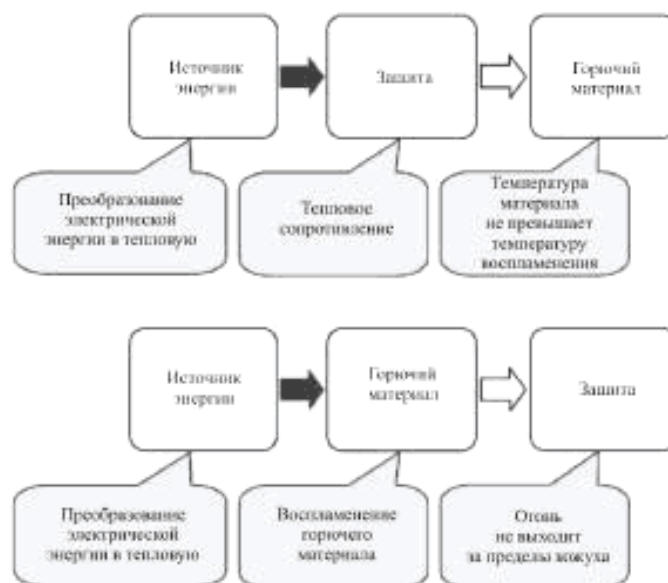 Источник
энергии
Защита
Горючий
материал
Преобразование
электрической
энергии в тепловую
Тепловое
сопротивление
Температура
материала
не превышает
температуру
воспламенения
Источник
энергии
Горючий
материал
Защита
Преобразование
электрической
энергии в тепловую
Воспламенение
горючего
материала
Огонь
не выходит
за пределы кожуха